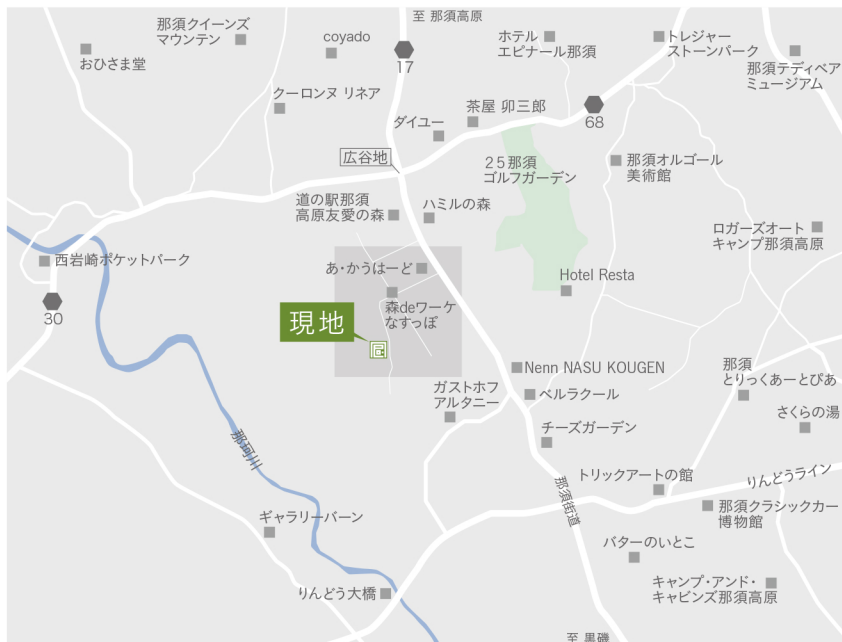 至 那須高原
那須クイーンズ
マウンテン
coyado
ホテル
エピナール那須
トレジャー
ストーンパーク
おひさま堂
17
那須テディベア
ミュージアム
クーロンヌ リネア
茶屋 卯三郎
ダイユー
68
広谷地
25那須
ゴルフガーデン
那須オルゴール
美術館
道の駅那須
高原友愛の森
ハミルの森
ロガーズオート
キャンプ那須高原
西岩崎ポケットパーク
あ・かうはーど
Hotel Resta
30
森deワーケ
なすっぽ
現地
Nenn NASU KOUGEN
那須
とりっくあーとぴあ
ガストホフ
アルタニー
ベルラクール
さくらの湯
チーズガーデン
那珂川
トリックアートの館
りんどうライン
那須街道
那須クラシックカー
博物館
ギャラリーバーン
バターのいとこ
りんどう大橋
キャンプ・アンド・
キャビンズ那須高原
至 黒磯